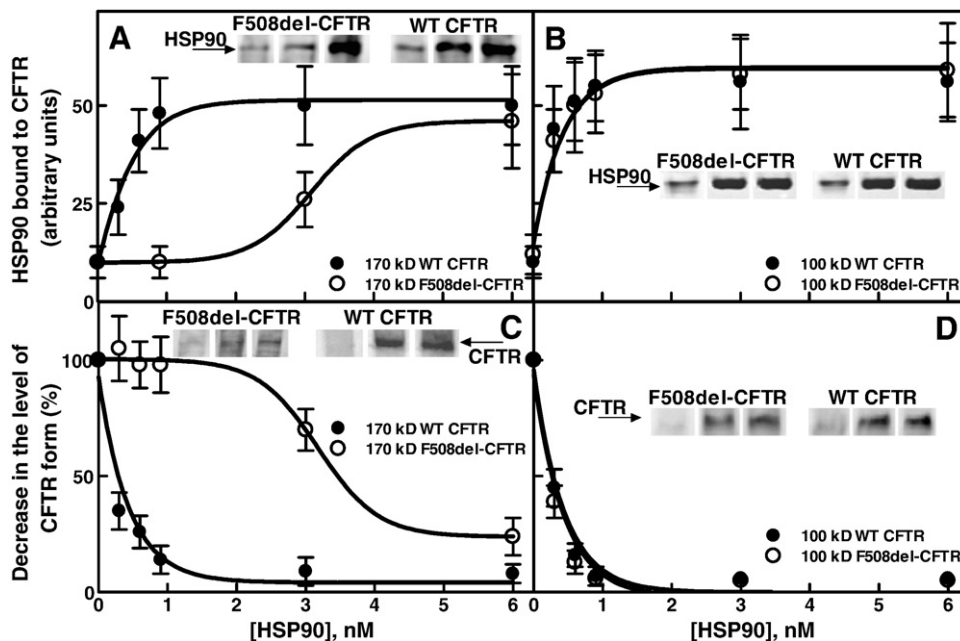 A
F508del-CFTR WT CFTR
HSP90
HSP90 bound to CFTR
(arbitrary units)
50
25
0
170 kD WT CFTR
170 kD F508del-CFTR
B
F508del-CFTR WT CFTR
HSP90
100 kD WT CFTR
100 kD F508del-CFTR
F508del-CFTR WT CFTR
C
CFTR
Decrease in the level of
CFTR form (%)
100
50
0
170 kD WT CFTR
170 kD F508del-CFTR
0 1 2 3 4 5 6
[HSP90], nM
D
F508del-CFTR WT CFTR
CFTR
100 kD WT CFTR
100 kD F508del-CFTR
0 1 2 3 4 5 6
[HSP90], nM